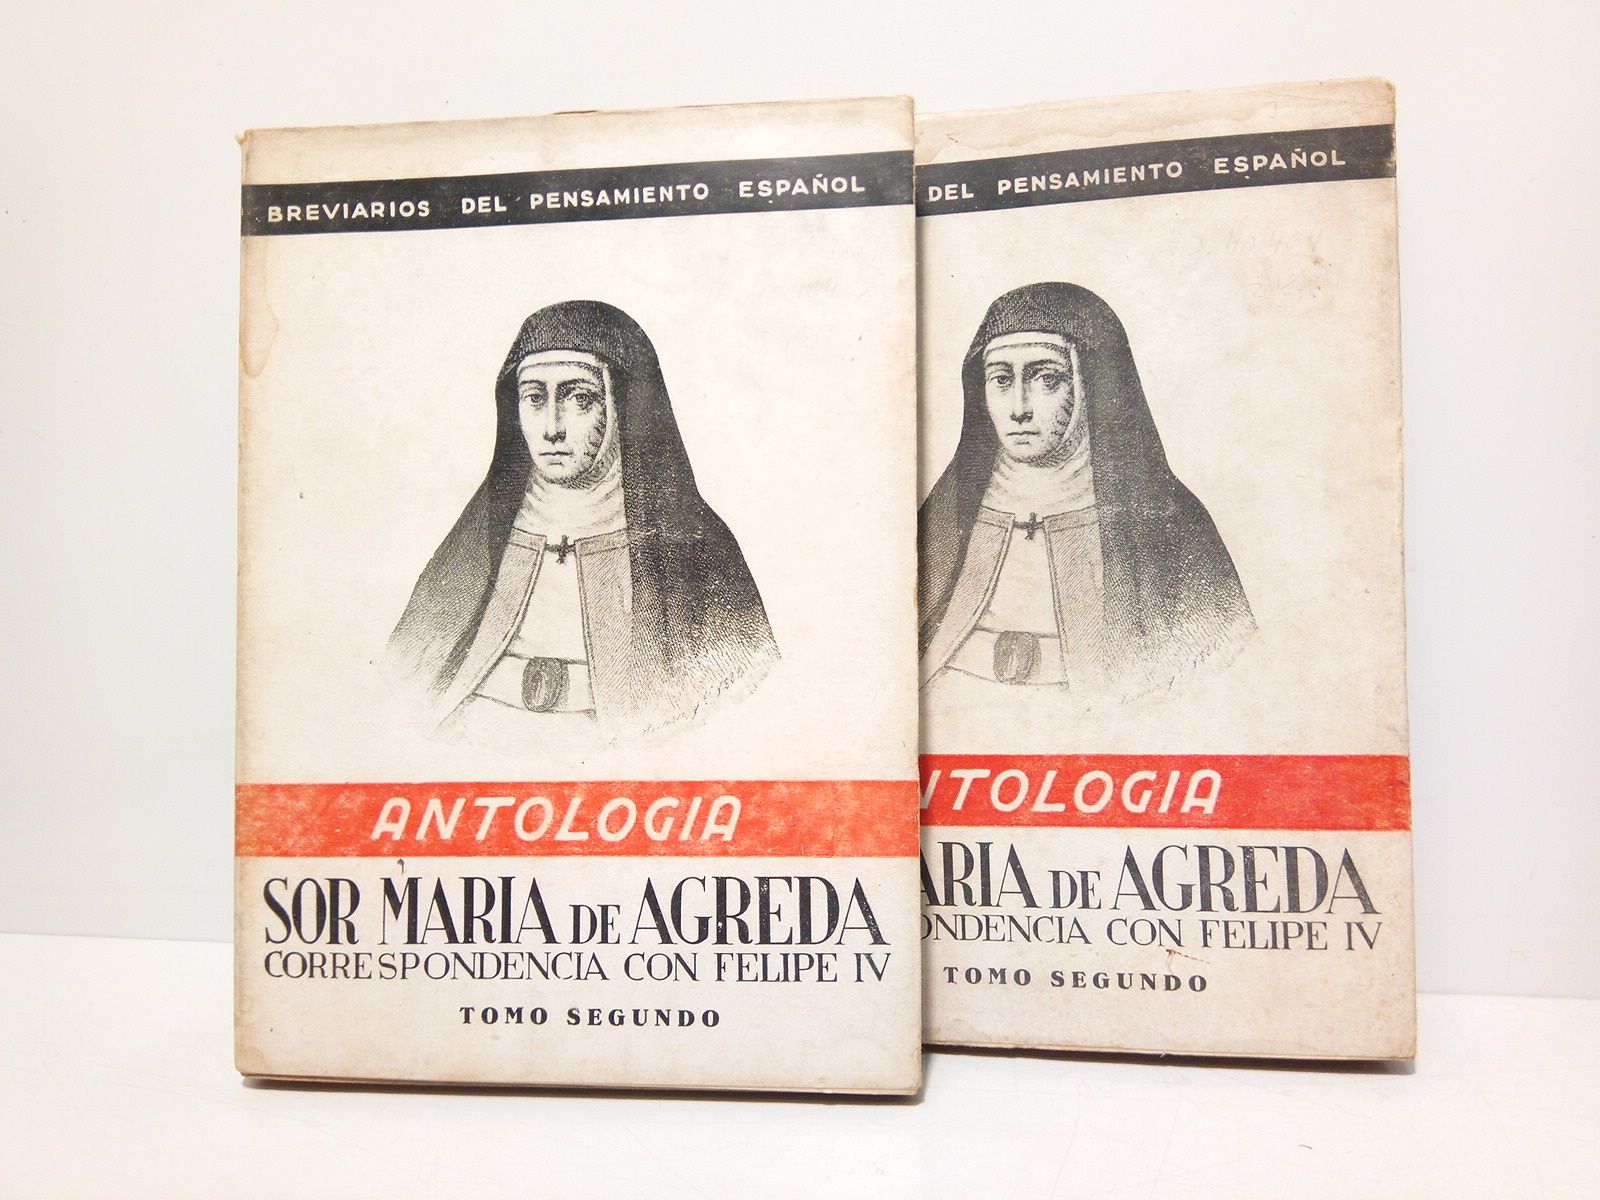 BREVIARIOS DEL PENSAMIENTO ESPAÑOL
ANTOLOGIA
SOR MARIA DE AGREDA
CORRESPONDENCIA CON FELIPE IV
TOMO SEGUNDO
DEL PENSAMIENTO ESPAÑOL
NTOLOGIA
ARIA DE AGREDA
ONDENCIA CON FELIPE IV
TOMO SEGUNDO